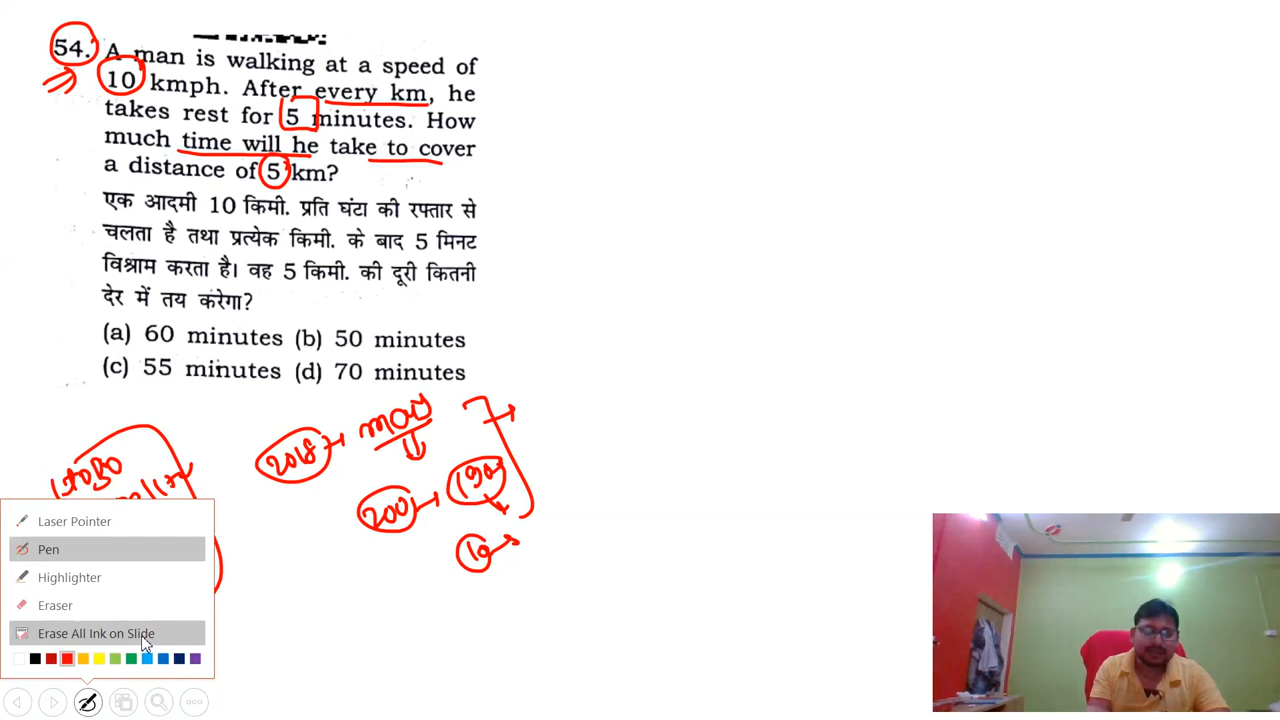 54. A man is walking at a speed of
10 kmph. After every km, he
takes rest for 5 minutes. How
much time will he take to cover
a distance of 5 km?
एक आदमी 10 किमी. प्रति घंटा की रफ्तार से
चलता है तथा प्रत्येक किमी. के बाद 5 मिनट
विश्राम करता है। वह 5 किमी. की दूरी कितनी
देर में तय करेगा?
(a) 60 minutes (b) 50 minutes
(c) 55 minutes (d) 70 minutes
2018
Laser Pointer
Pen
Highlighter
Eraser
Erase All Ink on Slide